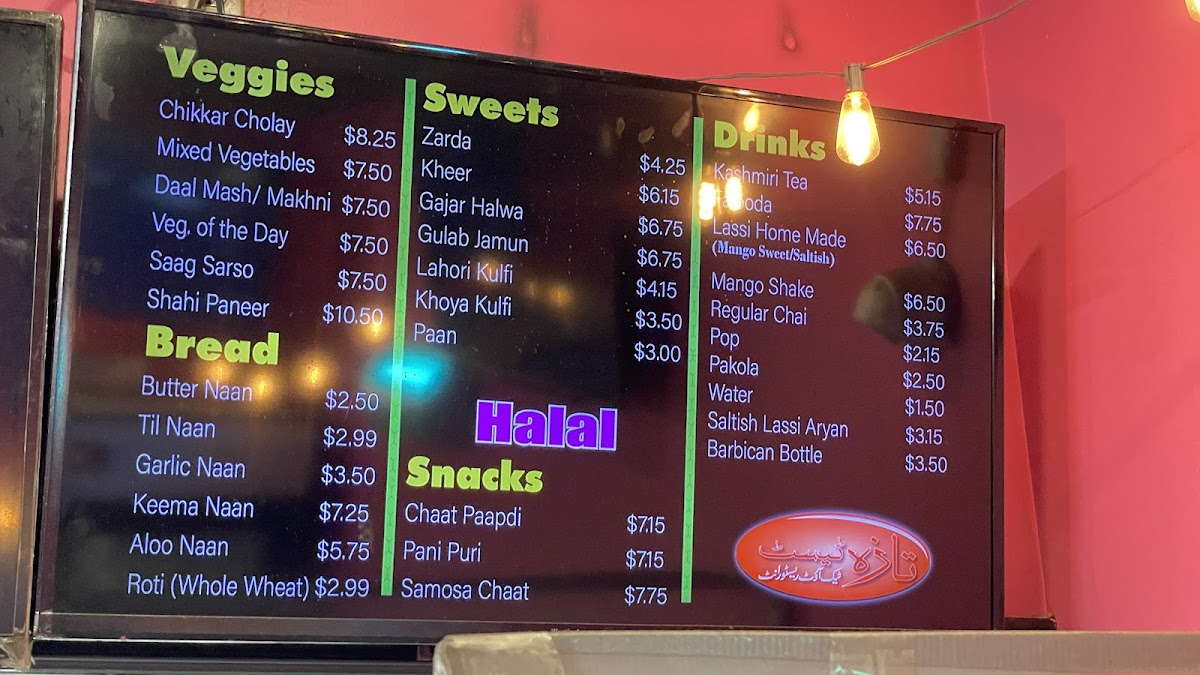 Veggies
Chikkar Cholay $8.25
Mixed Vegetables $7.50
Daal Mash/ Makhni $7.50
Veg. of the Day $7.50
Saag Sarso $7.50
Shahi Paneer $10.50
Bread
Butter Naan $2.50
Til Naan $2.99
Garlic Naan $3.50
Keema Naan $7.25
Aloo Naan $5.75
Roti (Whole Wheat) $2.99
Sweets
Zarda $4.25
Kheer $6.15
Gajar Halwa $6.75
Gulab Jamun $6.75
Lahori Kulfi $4.15
Khoya Kulfi $3.50
Paan $3.00
Halal
Snacks
Chaat Paapdi $7.15
Pani Puri $7.15
Samosa Chaat $7.75
Drinks
Kashmiri Tea $5.15
$7.75
Lassi Home Made $6.50
(Mango Sweet/Saltish)
Mango Shake $6.50
Regular Chai $3.75
Pop $2.15
Pakola $2.50
Water $1.50
Saltish Lassi Aryan $3.15
Barbican Bottle $3.50
تازہ ٹیسٹ
ٹیک آؤٹ ریسٹورانٹ